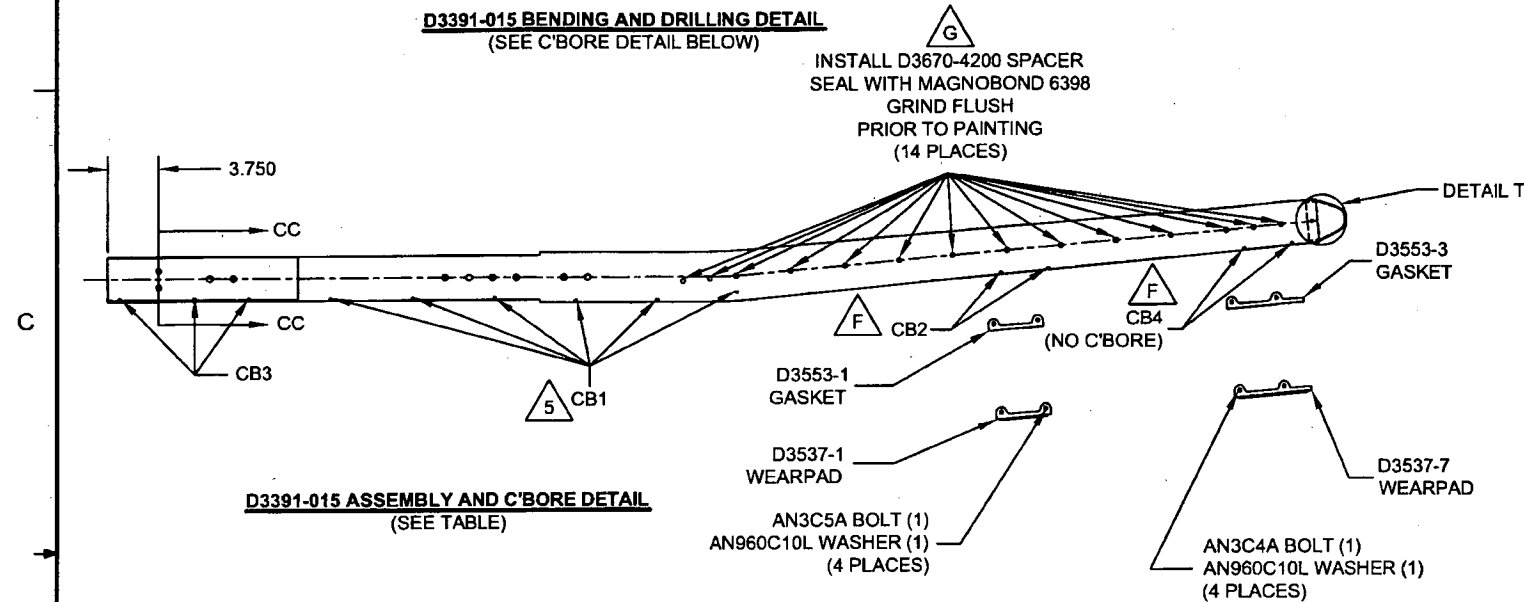 D3391-015 BENDING AND DRILLING DETAIL
(SEE C'BORE DETAIL BELOW)
G
INSTALL D3670-4200 SPACER
SEAL WITH MAGNOBOND 6398
GRIND FLUSH
PRIOR TO PAINTING
(14 PLACES)
3.750
DETAIL T
CC
D3553-3
GASKET
C
CC
F
CB2
F
CB4
(NO C'BORE)
CB3
5
CB1
D3553-1
GASKET
D3537-1
WEARPAD
D3537-7
WEARPAD
D3391-015 ASSEMBLY AND C'BORE DETAIL
(SEE TABLE)
AN3C5A BOLT (1)
AN960C10L WASHER (1)
(4 PLACES)
AN3C4A BOLT (1)
AN960C10L WASHER (1)
(4 PLACES)